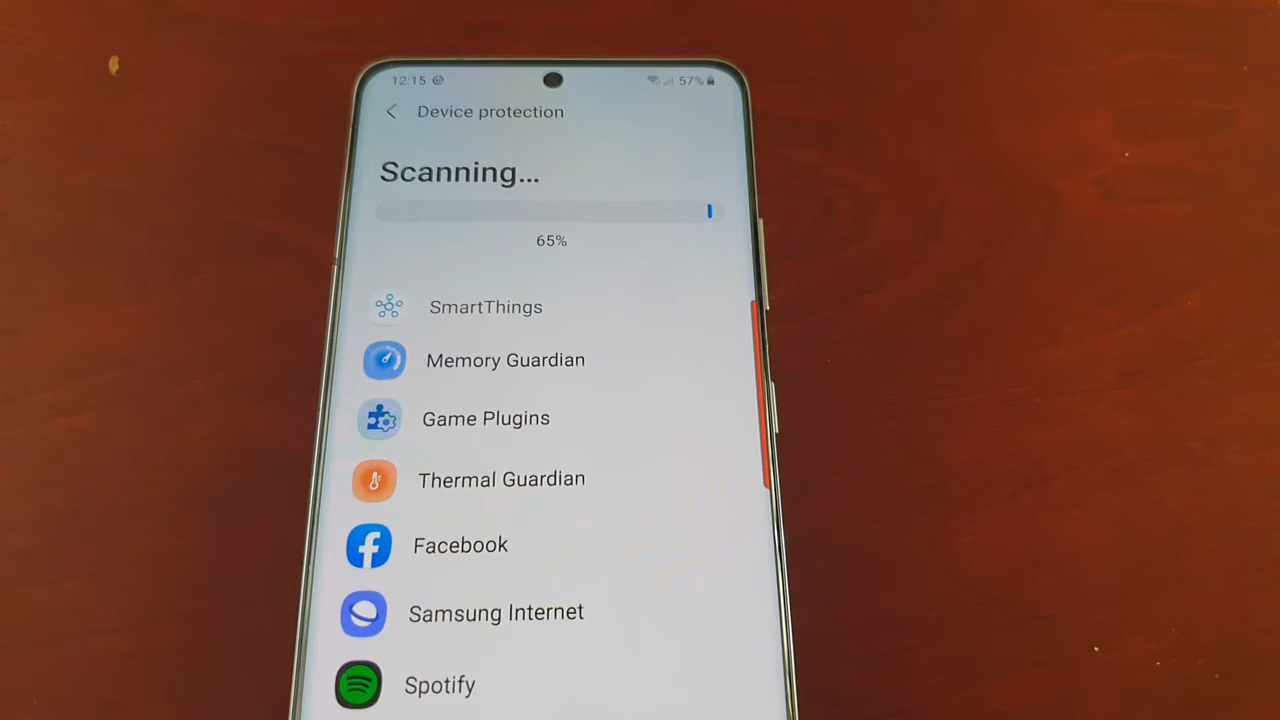 12:15 57%
Device protection
Scanning...
65%
SmartThings
Memory Guardian
Game Plugins
Thermal Guardian
Facebook
Samsung Internet
Spotify